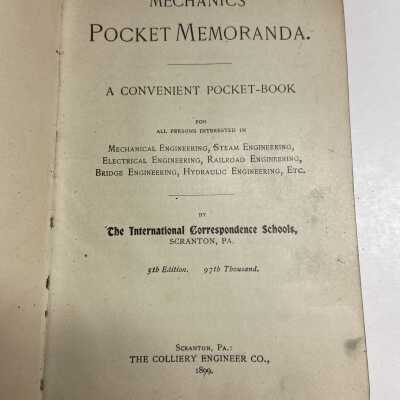 MECHANICS'
POCKET MEMORANDA.
A CONVENIENT POCKET-BOOK
FOR
ALL PERSONS INTERESTED IN
MECHANICAL ENGINEERING, STEAM ENGINEERING,
ELECTRICAL ENGINEERING, RAILROAD ENGINEERING,
BRIDGE ENGINEERING, HYDRAULIC ENGINEERING, ETC.
BY
The International Correspondence Schools,
SCRANTON, PA.
5th Edition. 97th Thousand.
SCRANTON, PA.:
THE COLLIERY ENGINEER CO.,
1899.